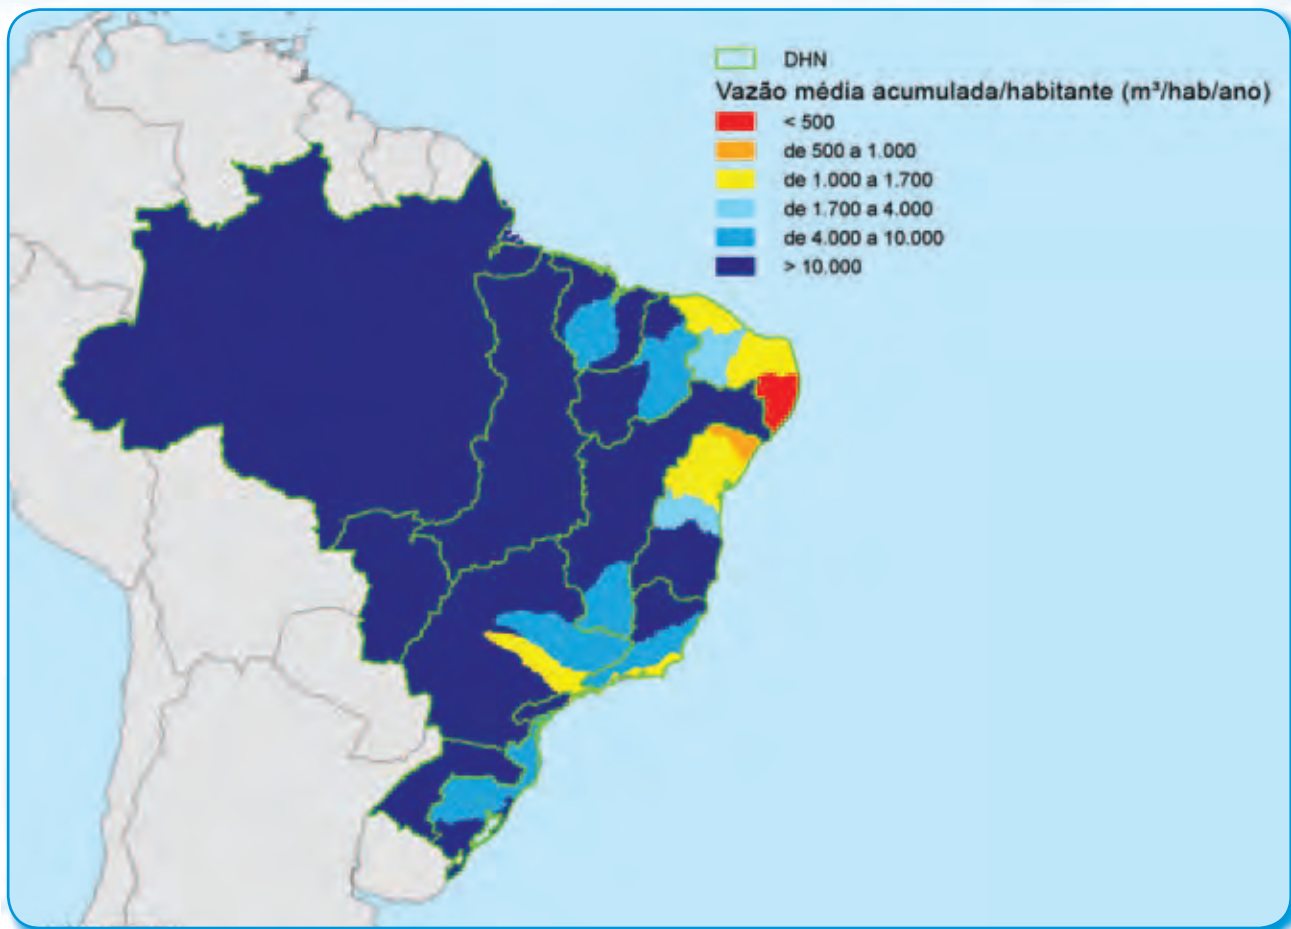 DHN
Vazão média acumulada/habitante (m³/hab/ano)
< 500
de 500 a 1.000
de 1.000 a 1.700
de 1.700 a 4.000
de 4.000 a 10.000
> 10.000